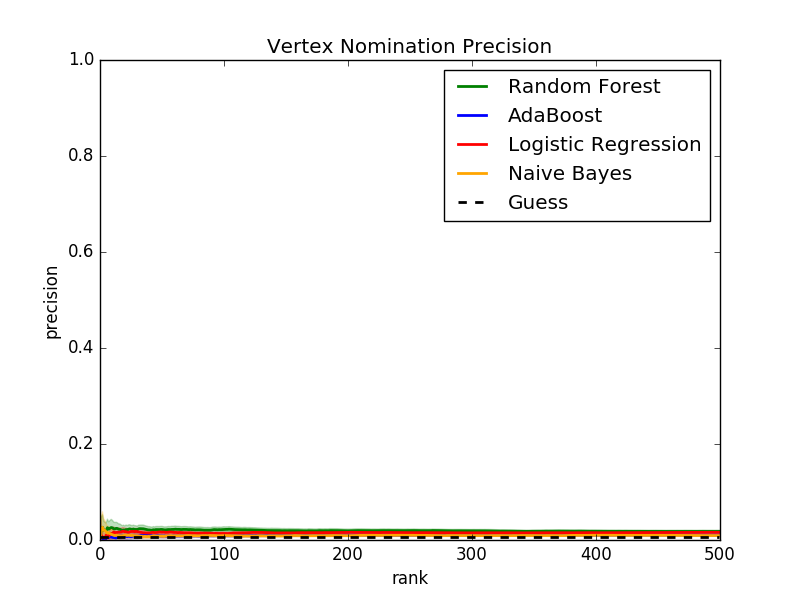 Vertex Nomination Precision
1.0
0.8
0.6
0.4
0.2
0.0
precision
Random Forest
AdaBoost
Logistic Regression
Naive Bayes
Guess
0 100 200 300 400 500
rank